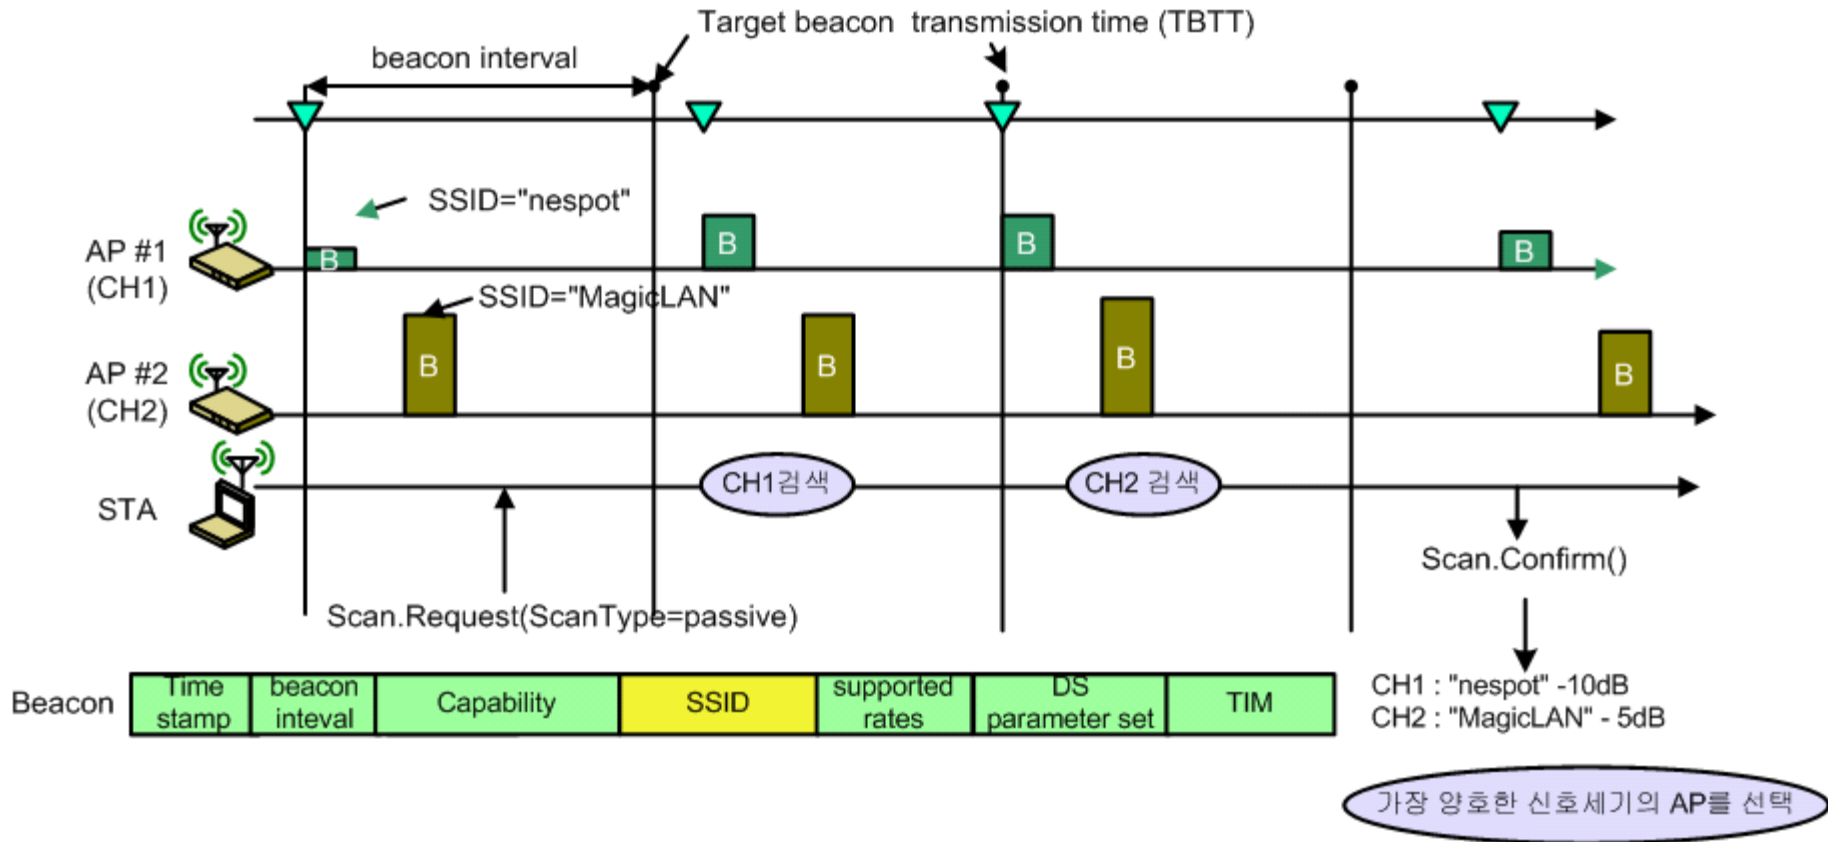 Target beacon transmission time (TBTT)
beacon interval
SSID="nespot"
AP #1
(CH1)
B
B
B
B
SSID="MagicLAN"
AP #2
(CH2)
B
B
B
B
STA
CH1검색
CH2 검색
Scan.Request(ScanType=passive)
Scan.Confirm()
Beacon
Time
stamp
beacon
inteval
Capability
SSID
supported
rates
DS
parameter set
TIM
CH1 : "nespot" -10dB
CH2 : "MagicLAN" - 5dB
가장 양호한 신호세기의 AP를 선택